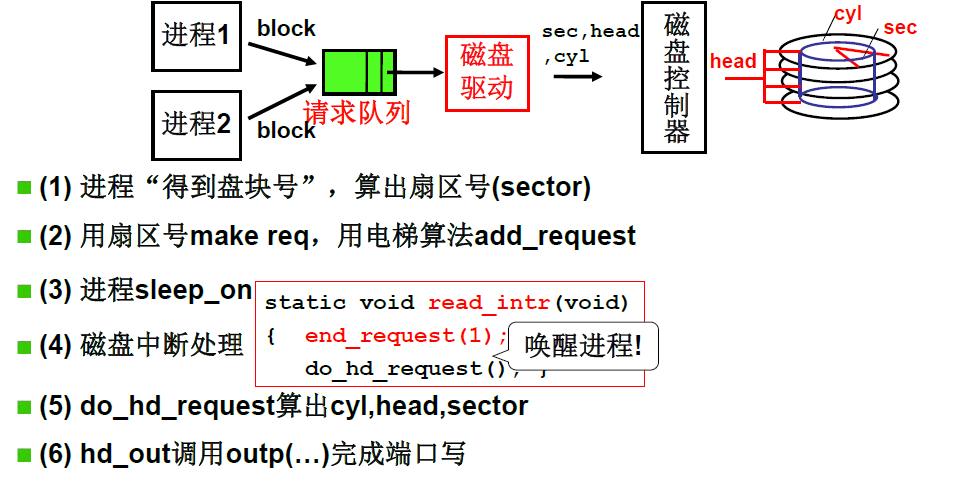 进程1
block
进程2
block
请求队列
磁盘
驱动
sec,head
,cyl
磁盘控制器
head
cyl
sec
(1) 进程“得到盘块号”，算出扇区号(sector)
(2) 用扇区号make req，用电梯算法add_request
(3) 进程sleep_on
(4) 磁盘中断处理
static void read_intr(void)
{ end_request(1);
do_hd_request(); }
唤醒进程!
(5) do_hd_request算出cyl,head,sector
(6) hd_out调用outp(…)完成端口写